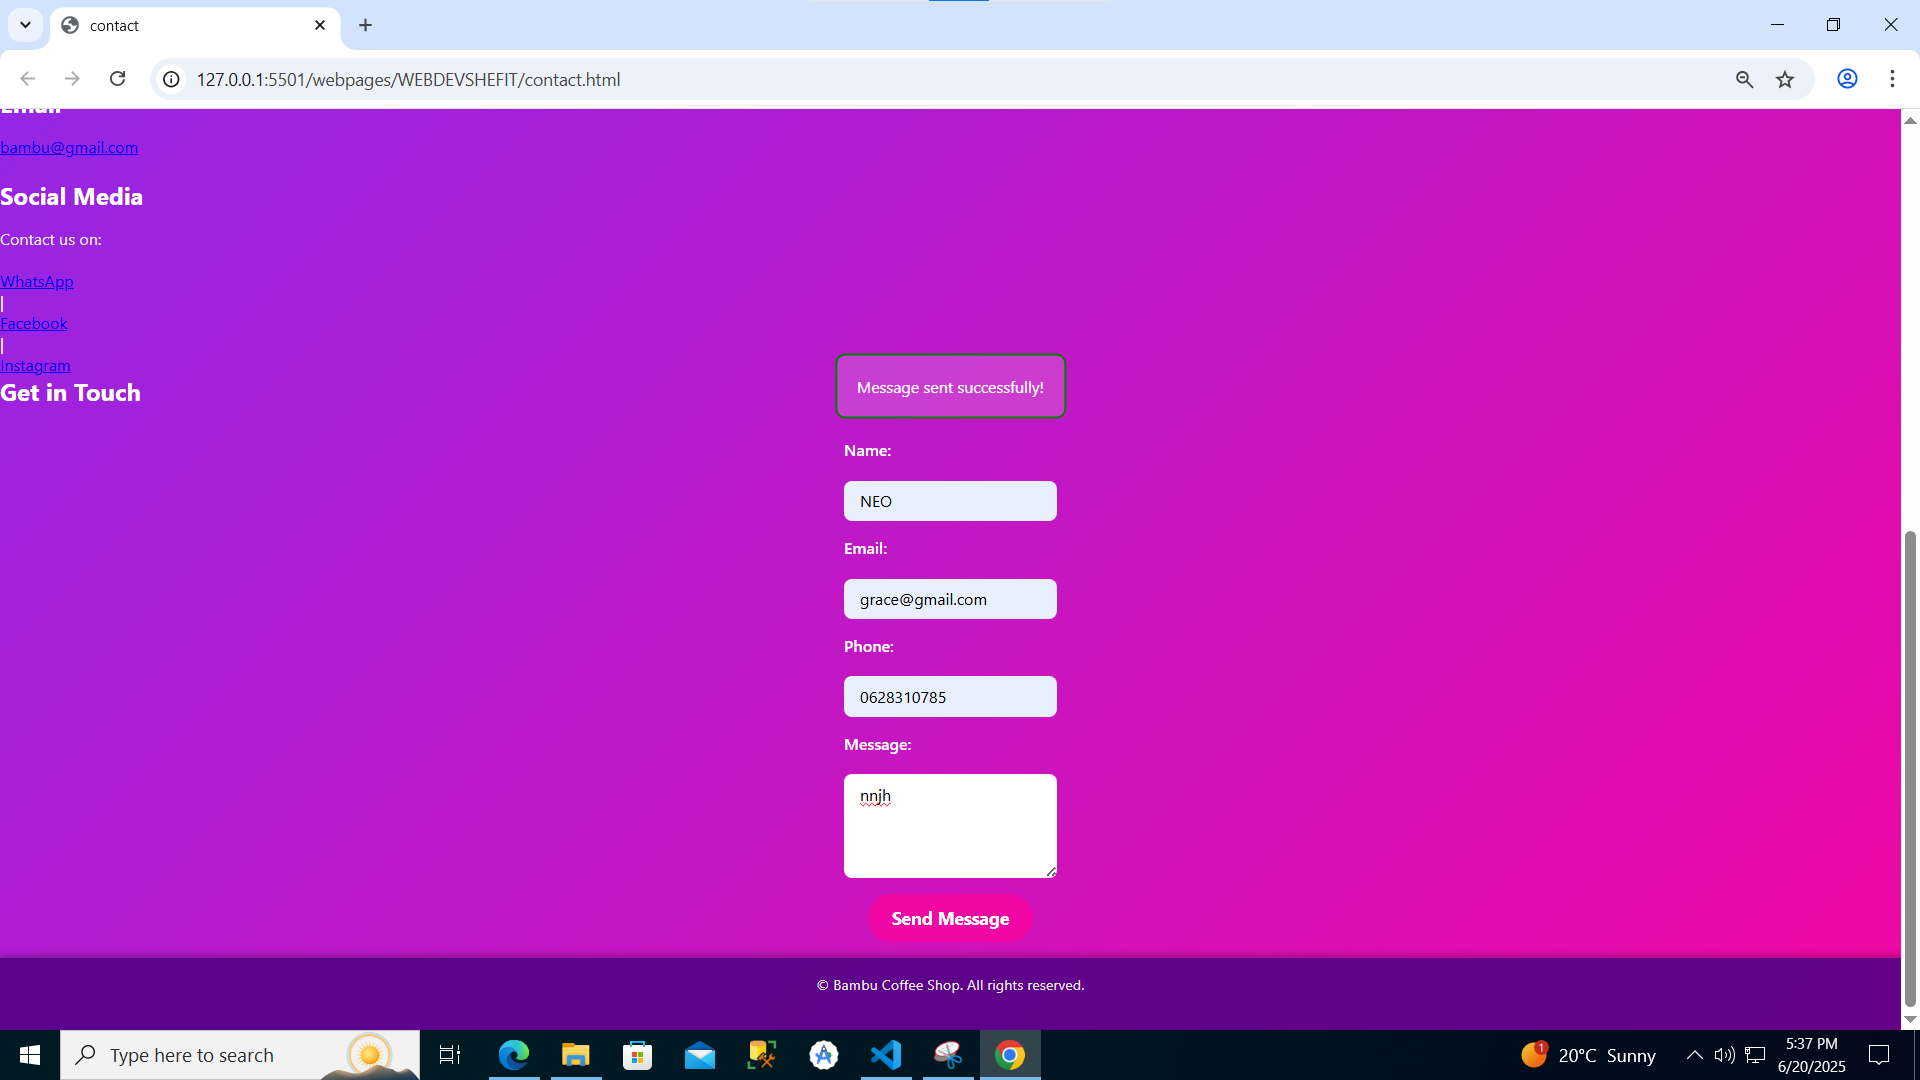 contact
127.0.0.1:5501/webpages/WEBDEVSHEFIT/contact.html
Email
bambu@gmail.com
Social Media
Contact us on:
WhatsApp
|
Facebook
|
Instagram
Get in Touch
Message sent successfully!
Name:
NEO
Email:
grace@gmail.com
Phone:
0628310785
Message:
nnjh
Send Message
© Bambu Coffee Shop. All rights reserved.
Type here to search
1
20°C Sunny
5:37 PM
6/20/2025